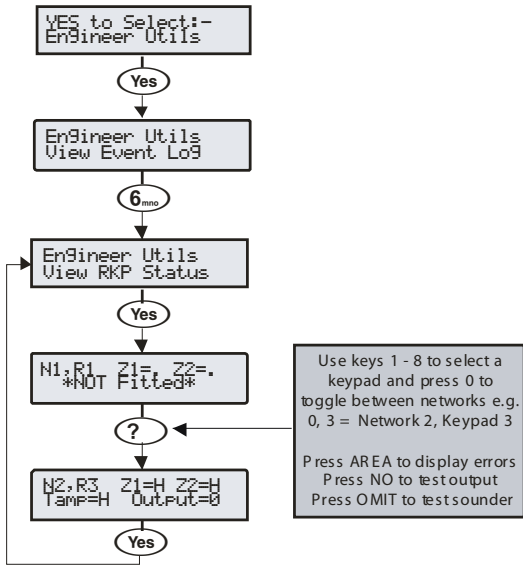 YES to Select:-
Engineer Utils
Yes
Engineer Utils
View Event Log
6mno
Engineer Utils
View RKP Status
Yes
N1,R1 Z1=. Z2=.
*NOT Fitted*
?
Use keys 1 - 8 to select a
keypad and press 0 to
toggle between networks e.g.
0, 3 = Network 2, Keypad 3
Press AREA to display errors
Press NO to test output
Press OMIT to test sounder
N2,R3 Z1=H Z2=H
Tamp=H Output=0
Yes